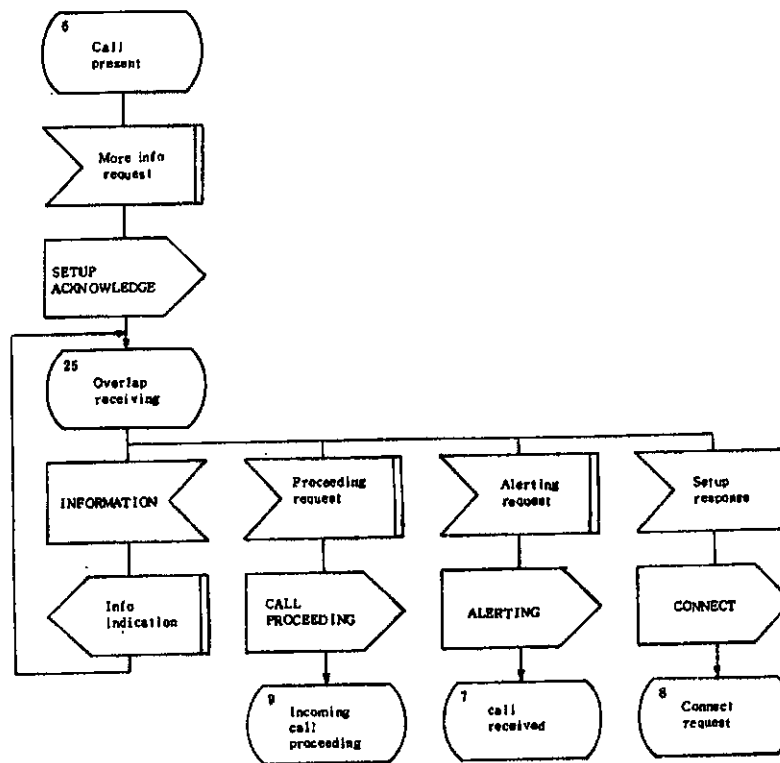 6
Call
present
More info
request
SETUP
ACKNOWLEDGE
25
Overlap
receiving
INFORMATION
Proceeding
request
Alerting
request
Setup
response
Info
indication
CALL
PROCEEDING
ALERTING
CONNECT
9
Incoming
call
proceeding
7
call
received
8
Connect
request